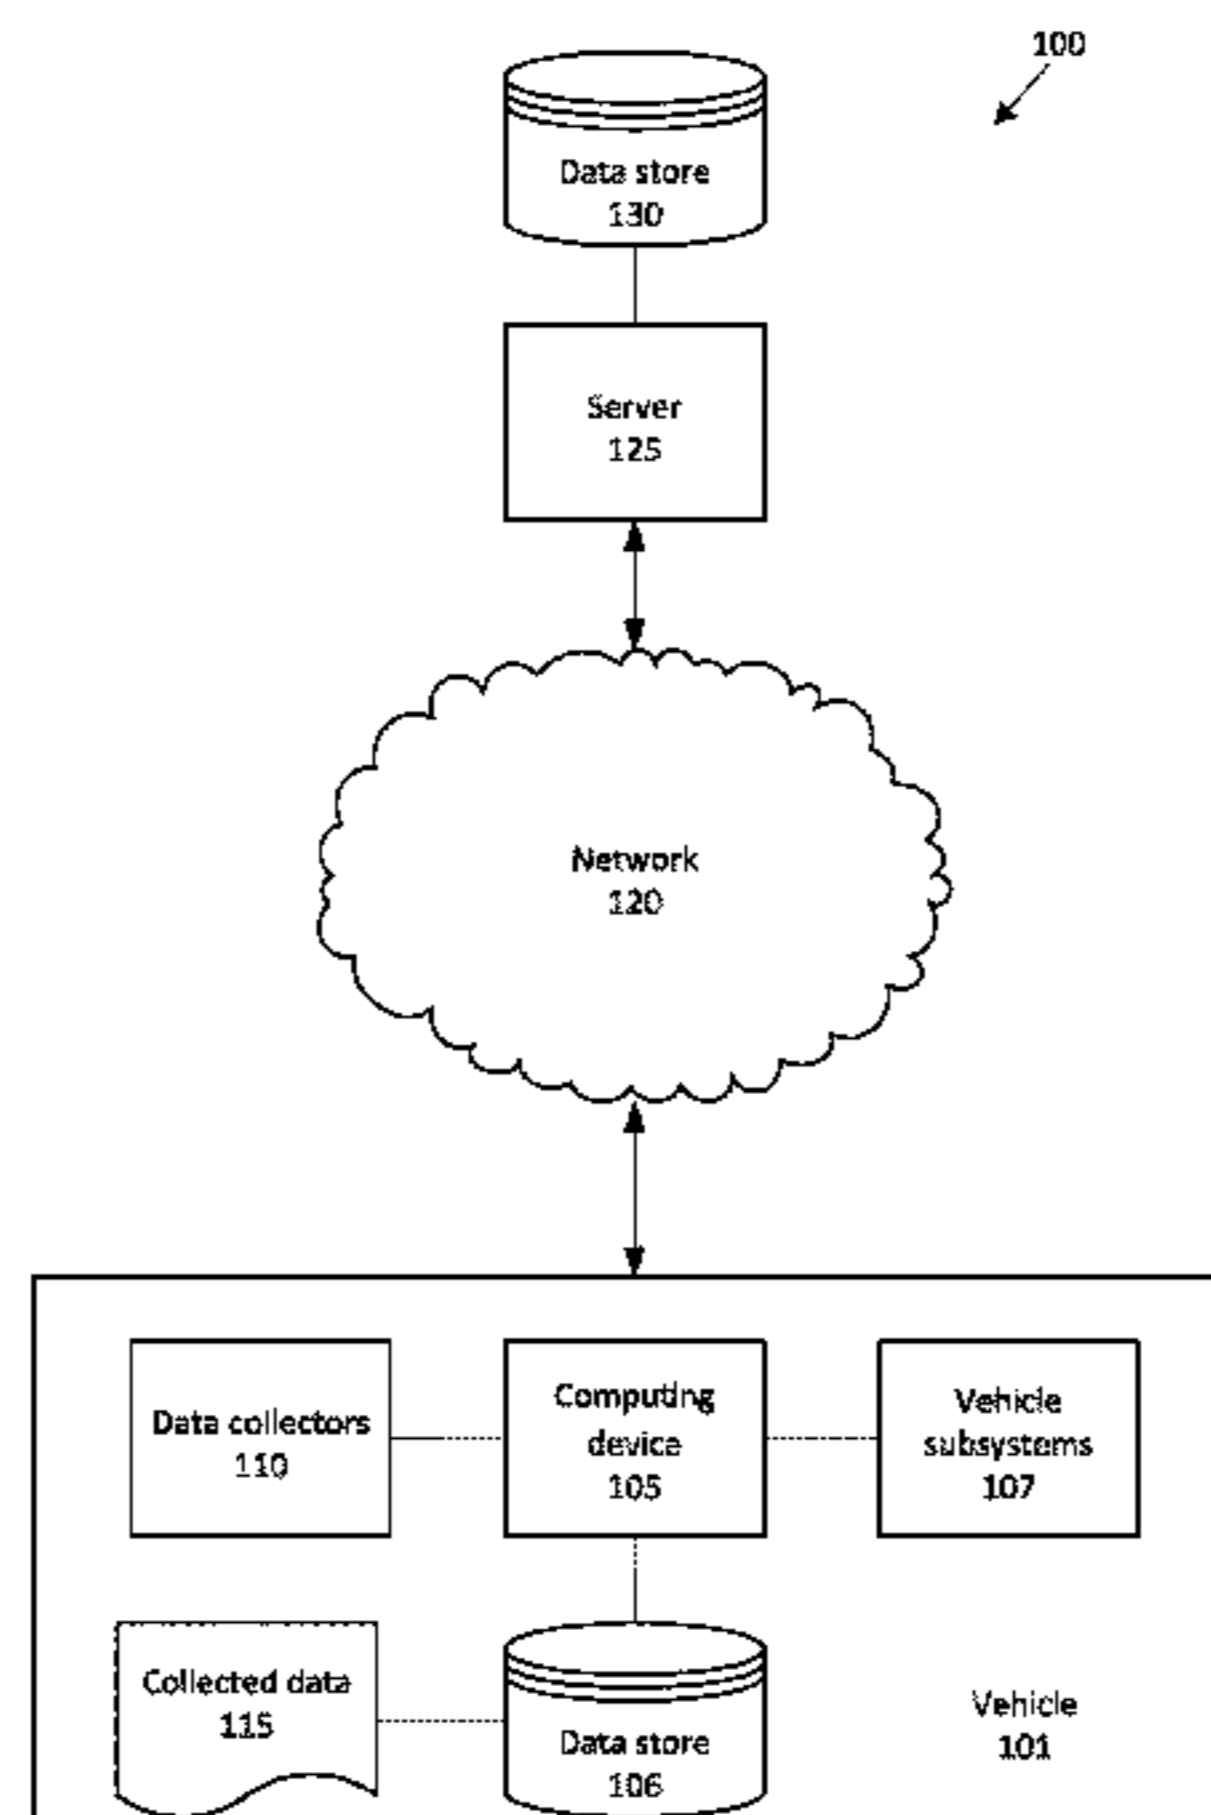 100
Data store
130
Server
125
Network
120
Data collectors
110
Computing
device
105
Vehicle
subsystems
107
Collected data
115
Data store
106
Vehicle
101